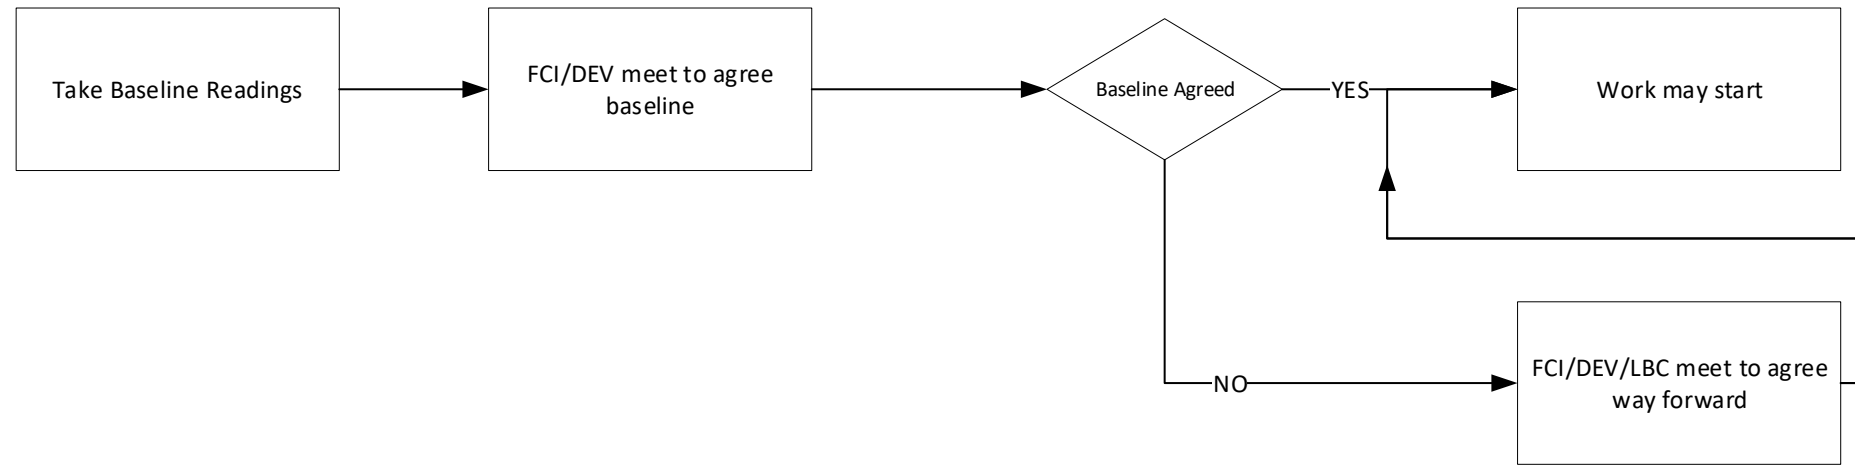 Take Baseline Readings
FCI/DEV meet to agree
baseline
Baseline Agreed
YES
Work may start
NO
FCI/DEV/LBC meet to agree
way forward